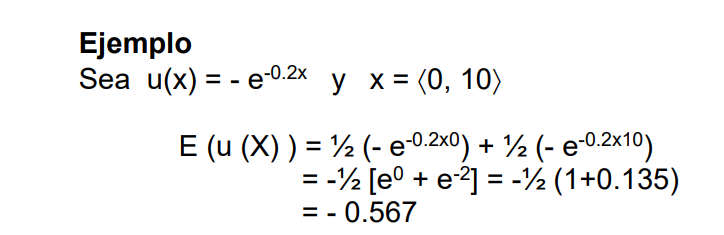 Ejemplo
Sea u(x) = - e^-0.2x y x = ⟨0, 10⟩
E (u (X) ) = ½ (- e^-0.2x0) + ½ (- e^-0.2x10)
= -½ [e^0 + e^-2] = -½ (1+0.135)
= - 0.567